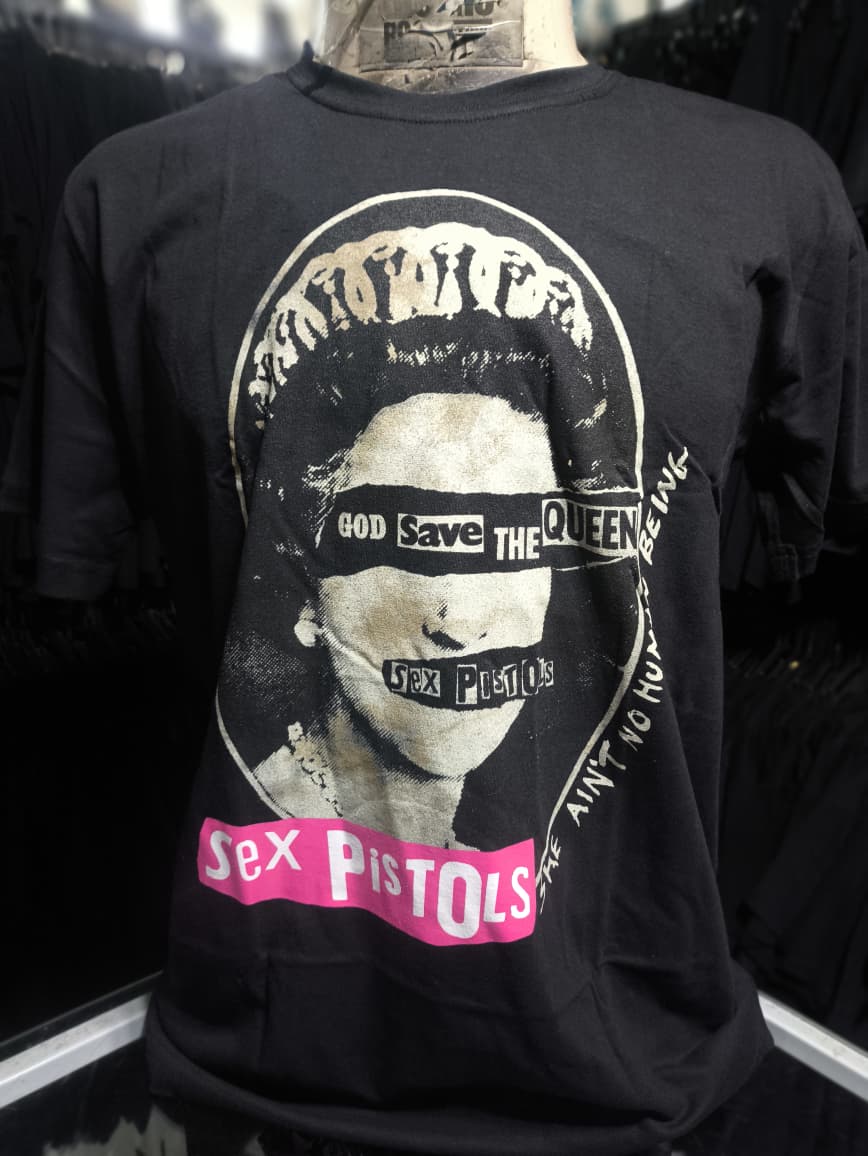 GOD Save THE QUEEN
Sex PISTOLS
Sex PiSTOLS
SHE AIN'T NO HUMAN BEING